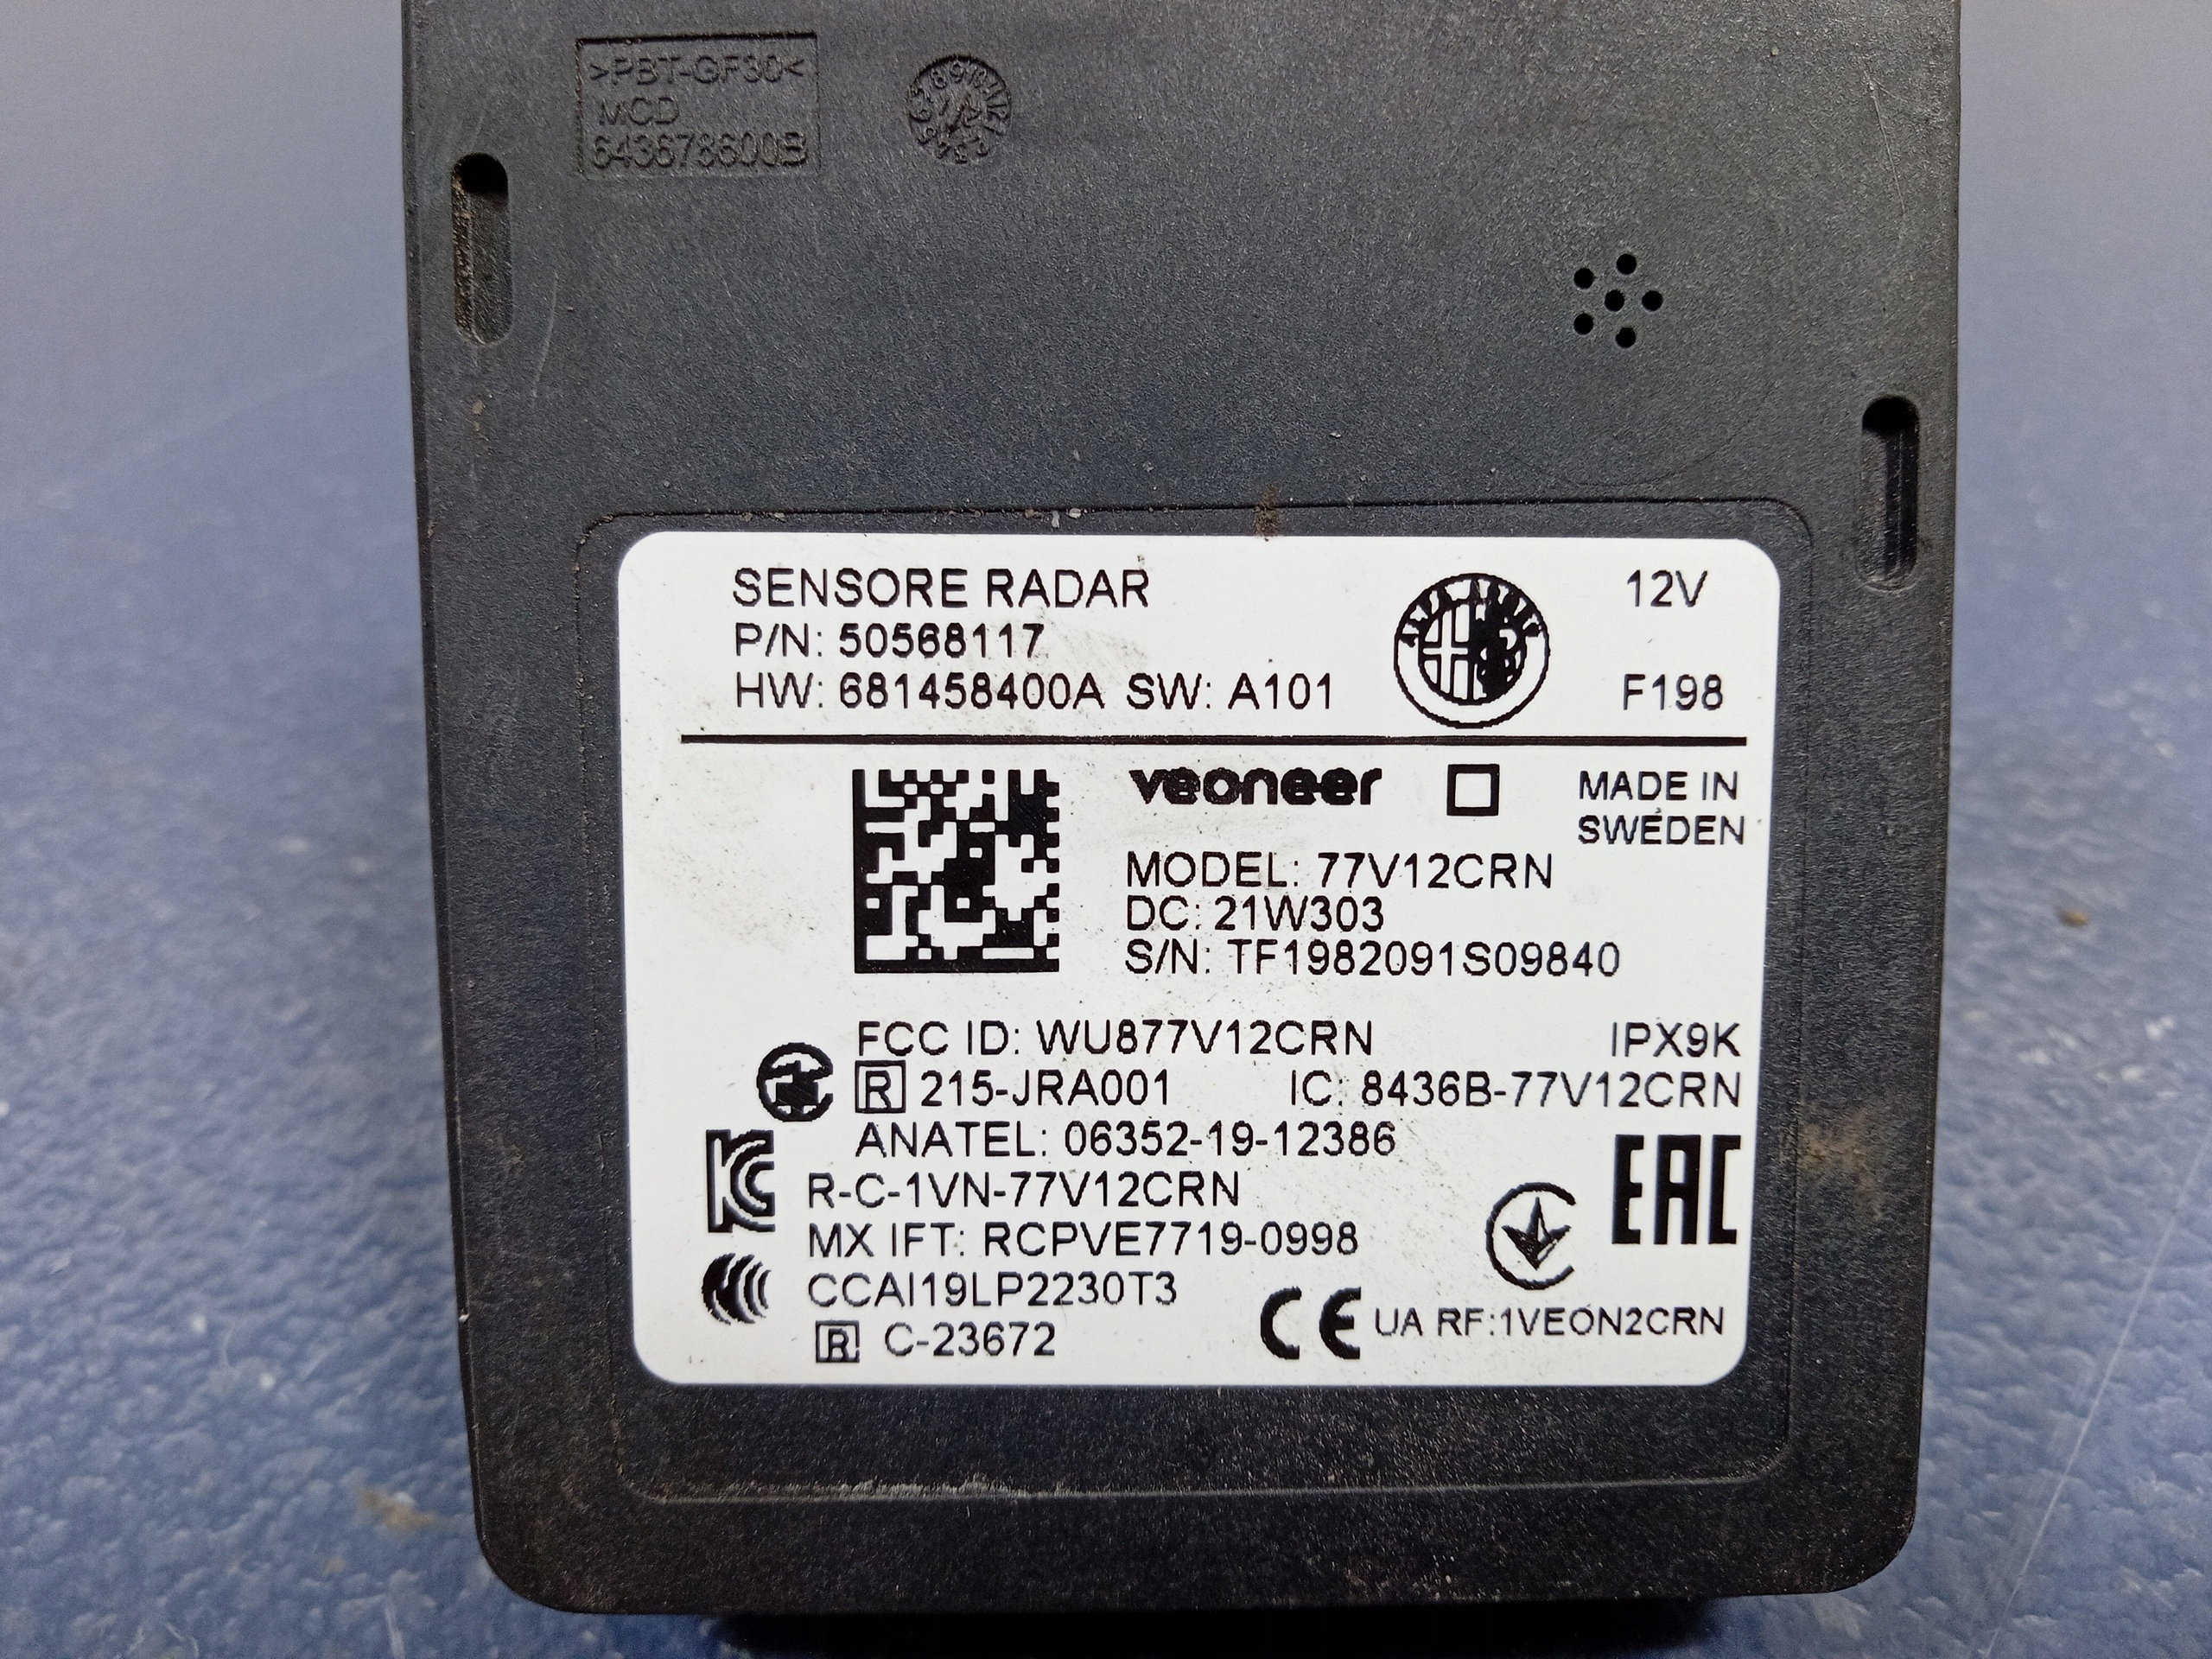 >PBT-GF30<
MCD
643678600B
SENSORE RADAR
12V
P/N: 50568117
HW: 681458400A SW: A101
F198
veoneer
MADE IN
SWEDEN
MODEL: 77V12CRN
DC: 21W303
S/N: TF1982091S09840
FCC ID: WU877V12CRN
IPX9K
R 215-JRA001
IC: 8436B-77V12CRN
ANATEL: 06352-19-12386
R-C-1VN-77V12CRN
EAC
MX IFT: RCPVE7719-0998
CCAI19LP2230T3
CE UA RF:1VEON2CRN
R C-23672